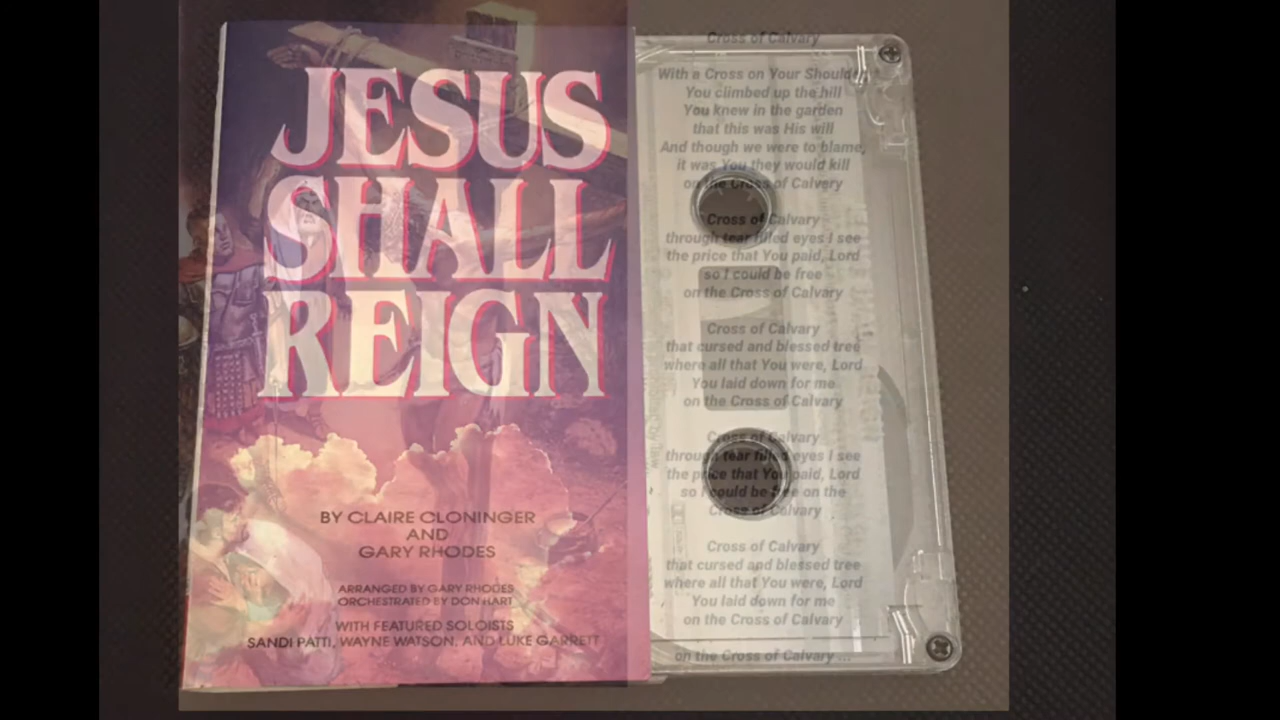 JESUS
SHALL
REIGN
BY CLAIRE CLONINGER
AND
GARY RHODES
ARRANGED BY GARY RHODES
ORCHESTRATED BY DON HART
WITH FEATURED SOLOISTS
SANDI PATTI, WAYNE WATSON, AND LUKE GARRETT
Cross of Calvary
With a Cross on Your Shoulder
You climbed up the hill
You knew in the garden
that this was His will
And though we were to blame,
it was You they would kill
on the Cross of Calvery
Cross of Calvary
through tear filled eyes I see
the price that You paid, Lord
so I could be free
on the Cross of Calvary
Cross of Calvary
that cursed and blessed tree
where all that You were, Lord
You laid down for me
on the Cross of Calvary
Cross of Calvary
through tear filled eyes I see
the price that You paid, Lord
so I could be free on the
Cross of Calvary
Cross of Calvary
that cursed and blessed tree
where all that You were, Lord
You laid down for me
on the Cross of Calvary
on the Cross of Calvary ...